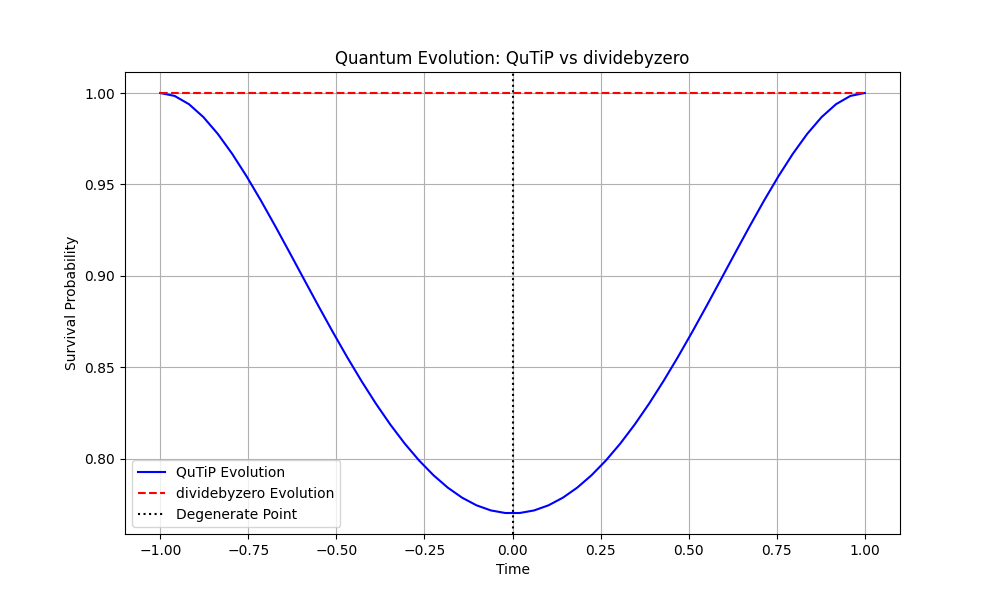 Quantum Evolution: QuTiP vs dividebyzero
1.00
0.95
0.90
0.85
0.80
Survival Probability
QuTiP Evolution
dividebyzero Evolution
Degenerate Point
−1.00 −0.75 −0.50 −0.25 0.00 0.25 0.50 0.75 1.00
Time